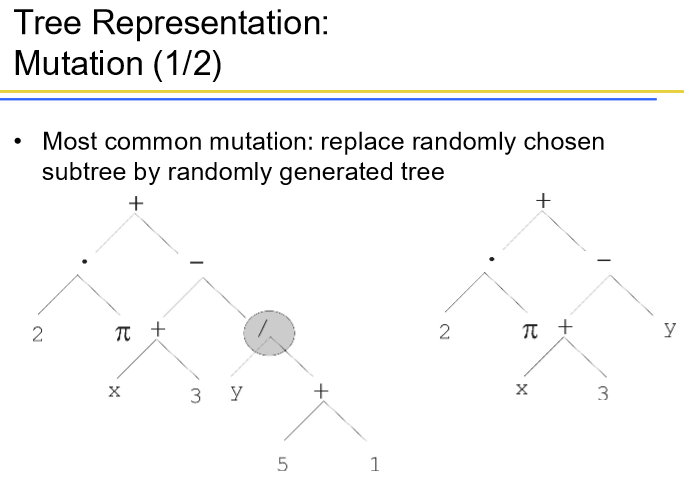 Tree Representation:
Mutation (1/2)
• Most common mutation: replace randomly chosen
subtree by randomly generated tree
+ +
· − · −
2 π + / 2 π + y
x 3 y + x 3
5 1